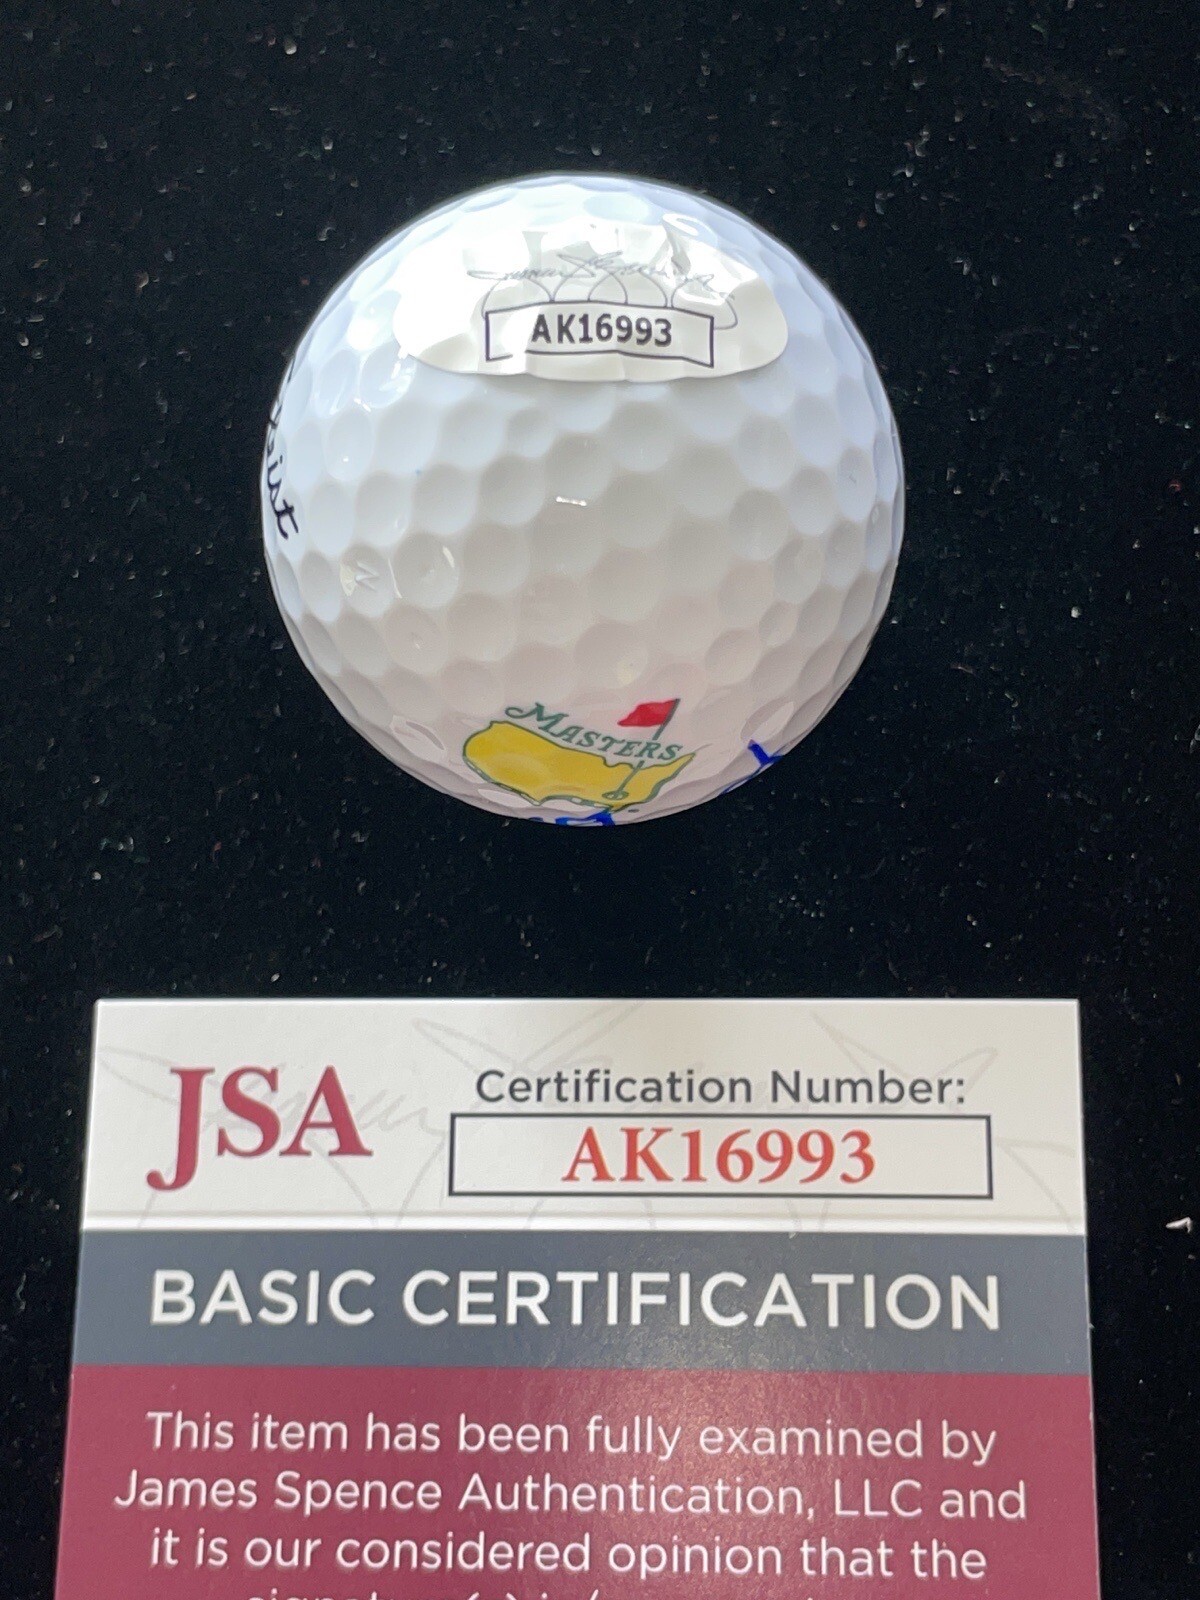 AK16993
ist
MASTERS
JSA
Certification Number:
AK16993
BASIC CERTIFICATION
This item has been fully examined by
James Spence Authentication, LLC and
it is our considered opinion that the